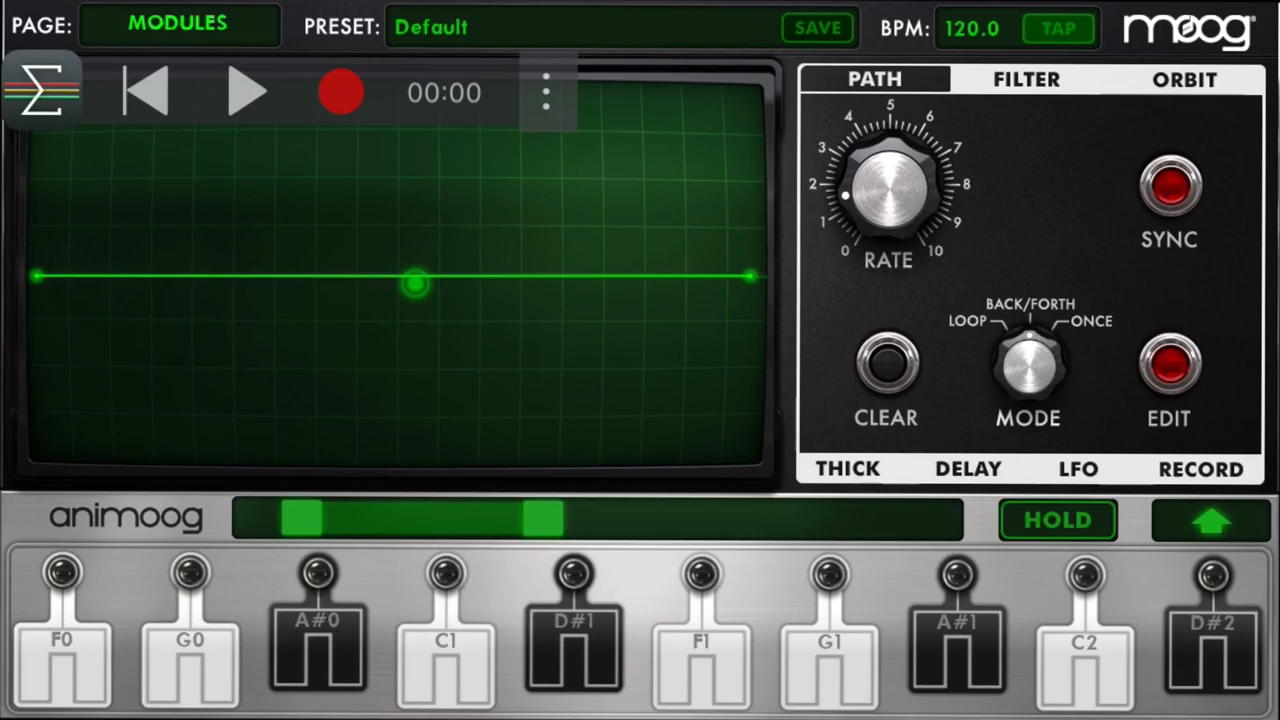 PAGE: MODULES PRESET: Default SAVE BPM: 120.0 TAP moog
00:00
PATH FILTER ORBIT
0 1 2 3 4 5 6 7 8 9 10
RATE
SYNC
BACK/FORTH
LOOP ONCE
CLEAR MODE EDIT
THICK DELAY LFO RECORD
animoog HOLD
F0 G0 A#0 C1 D#1 F1 G1 A#1 C2 D#2